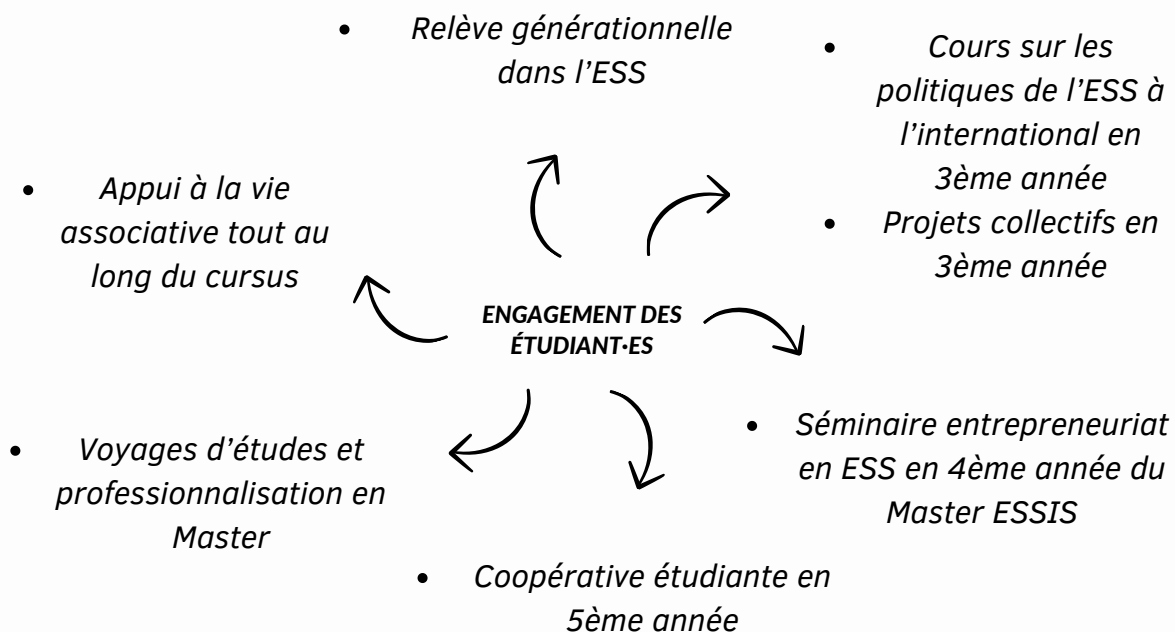 • Relève générationnelle
dans l'ESS
• Cours sur les
politiques de l'ESS à
l'international en
3ème année
• Projets collectifs en
3ème année
• Appui à la vie
associative tout au
long du cursus
ENGAGEMENT DES
ÉTUDIANT·ES
• Séminaire entrepreneuriat
en ESS en 4ème année du
Master ESSIS
• Voyages d'études et
professionnalisation en
Master
• Coopérative étudiante en
5ème année